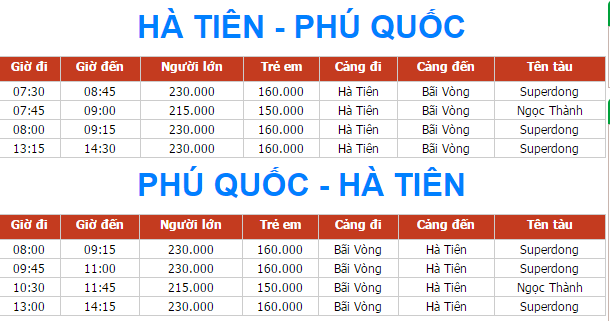 HÀ TIÊN - PHÚ QUỐC
Giờ đi Giờ đến Người lớn Trẻ em Cảng đi Cảng đến Tên tàu
07:30 08:45 230.000 160.000 Hà Tiên Bãi Vòng Superdong
07:45 09:00 215.000 150.000 Hà Tiên Bãi Vòng Ngọc Thành
08:00 09:15 230.000 160.000 Hà Tiên Bãi Vòng Superdong
13:15 14:30 230.000 160.000 Hà Tiên Bãi Vòng Superdong
PHÚ QUỐC - HÀ TIÊN
Giờ đi Giờ đến Người lớn Trẻ em Cảng đi Cảng đến Tên tàu
08:00 09:15 230.000 160.000 Bãi Vòng Hà Tiên Superdong
09:45 11:00 230.000 160.000 Bãi Vòng Hà Tiên Superdong
10:30 11:45 215.000 150.000 Bãi Vòng Hà Tiên Ngọc Thành
13:00 14:15 230.000 160.000 Bãi Vòng Hà Tiên Superdong